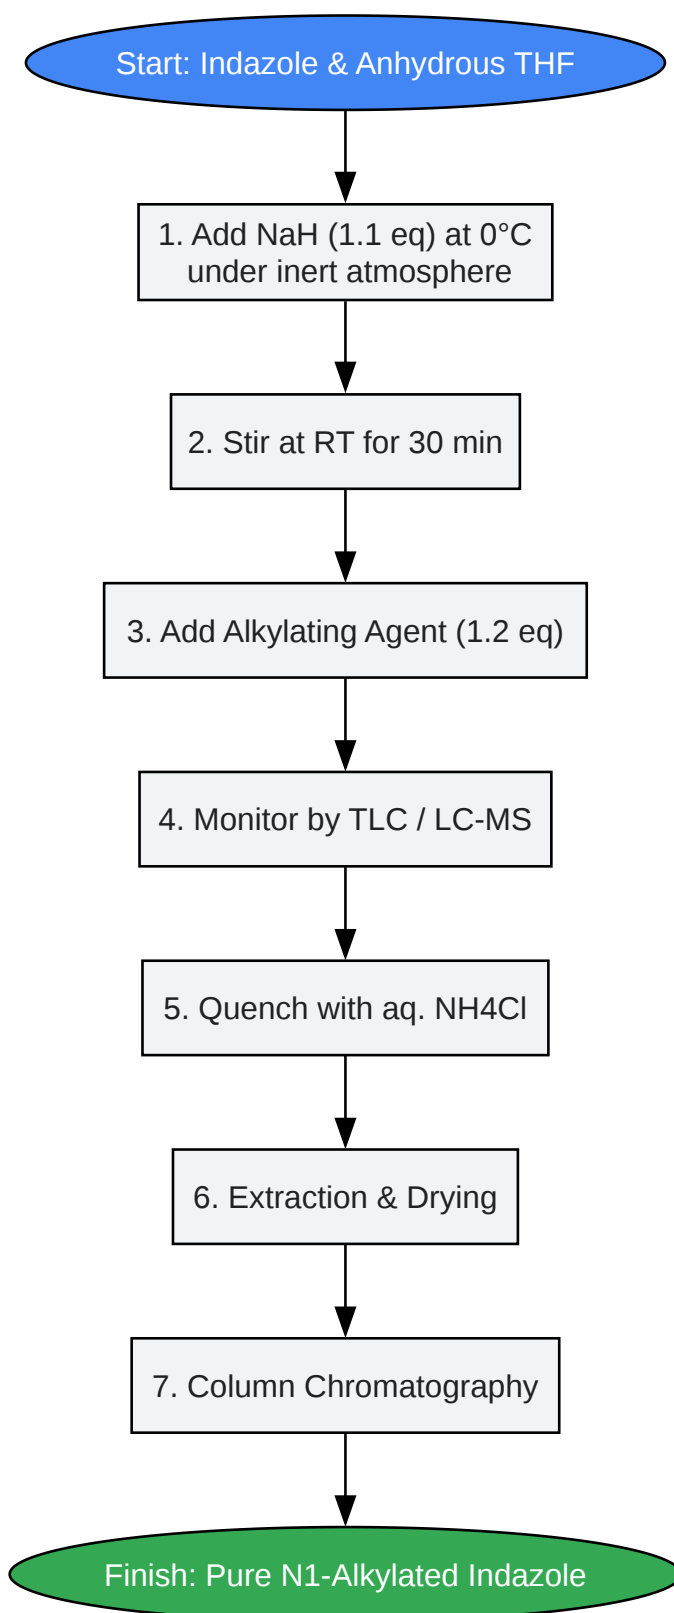 Start: Indazole & Anhydrous THF
1. Add NaH (1.1 eq) at 0°C
under inert atmosphere
2. Stir at RT for 30 min
3. Add Alkylating Agent (1.2 eq)
4. Monitor by TLC / LC-MS
5. Quench with aq. NH4Cl
6. Extraction & Drying
7. Column Chromatography
Finish: Pure N1-Alkylated Indazole